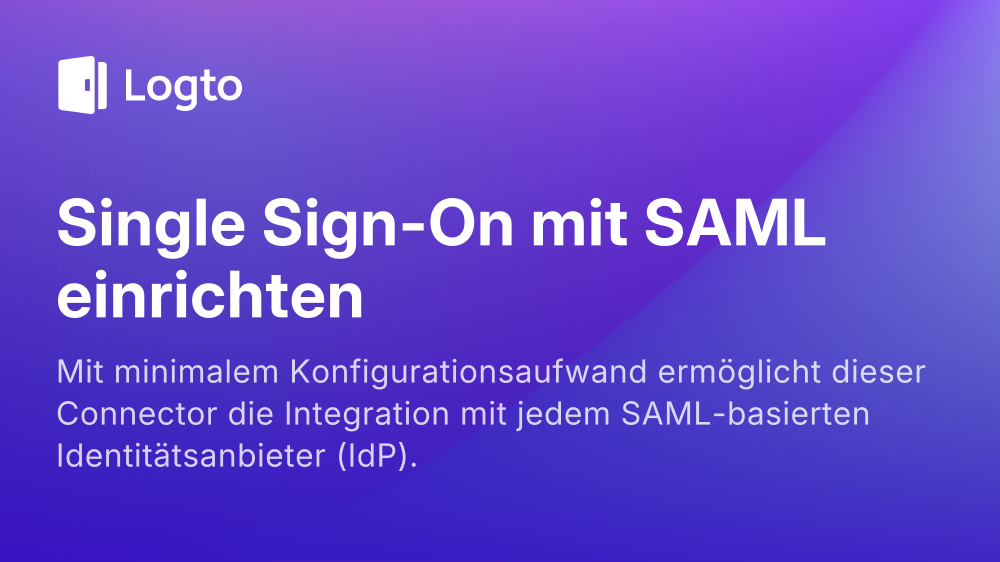 Logto
Single Sign-On mit SAML
einrichten
Mit minimalem Konfigurationsaufwand ermöglicht dieser
Connector die Integration mit jedem SAML-basierten
Identitätsanbieter (IdP).